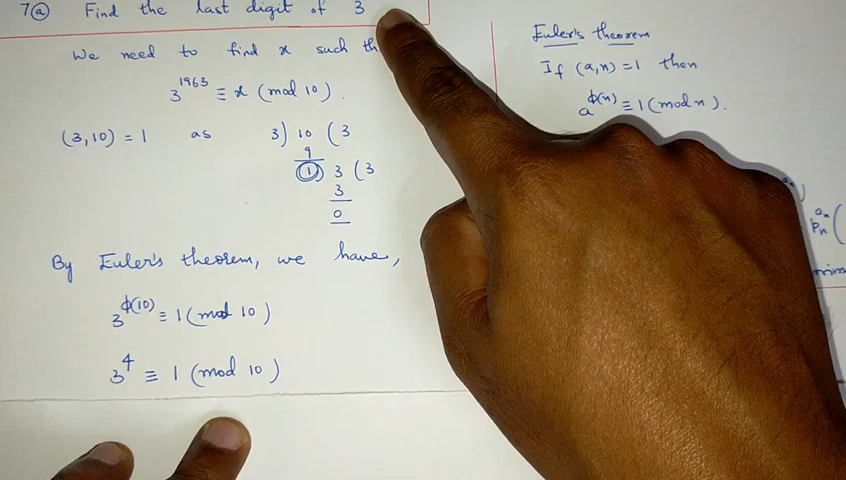 7ⓐ Find the last digit of 3
We need to find x such th
3^1963 ≡ x (mod 10).
(3,10) = 1 as 3) 10 (3
9
1) 3 (3
3
0
By Euler's theorem, we have,
3^ϕ(10) ≡ 1 (mod 10)
3^4 ≡ 1 (mod 10)
Euler's theorem
If (a,n) = 1 then
a^ϕ(n) ≡ 1 (mod n).